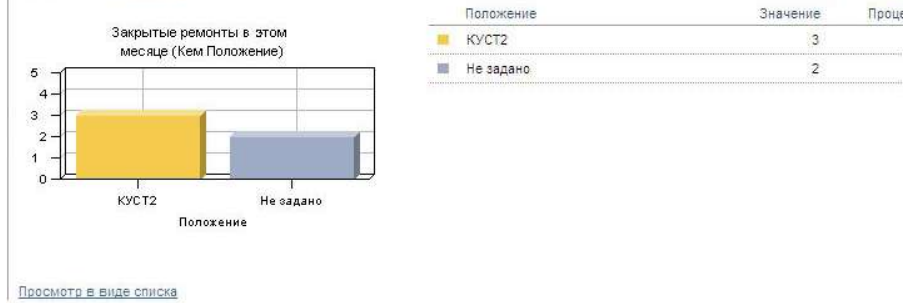 Закрытые ремонты в этом
месяце (Кем Положение)
5
4
3
2
1
0
КУСТ2 Не задано
Положение
Положение Значение
КУСТ2 3
Не задано 2
Просмотр в виде списка